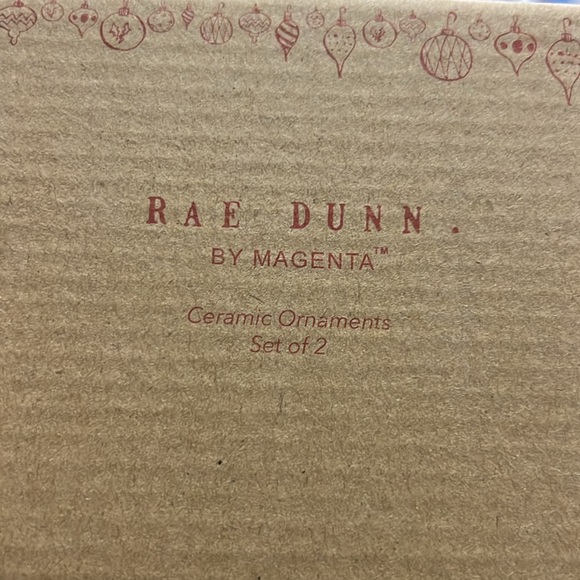 RAE DUNN.
BY MAGENTA™
Ceramic Ornaments
Set of 2